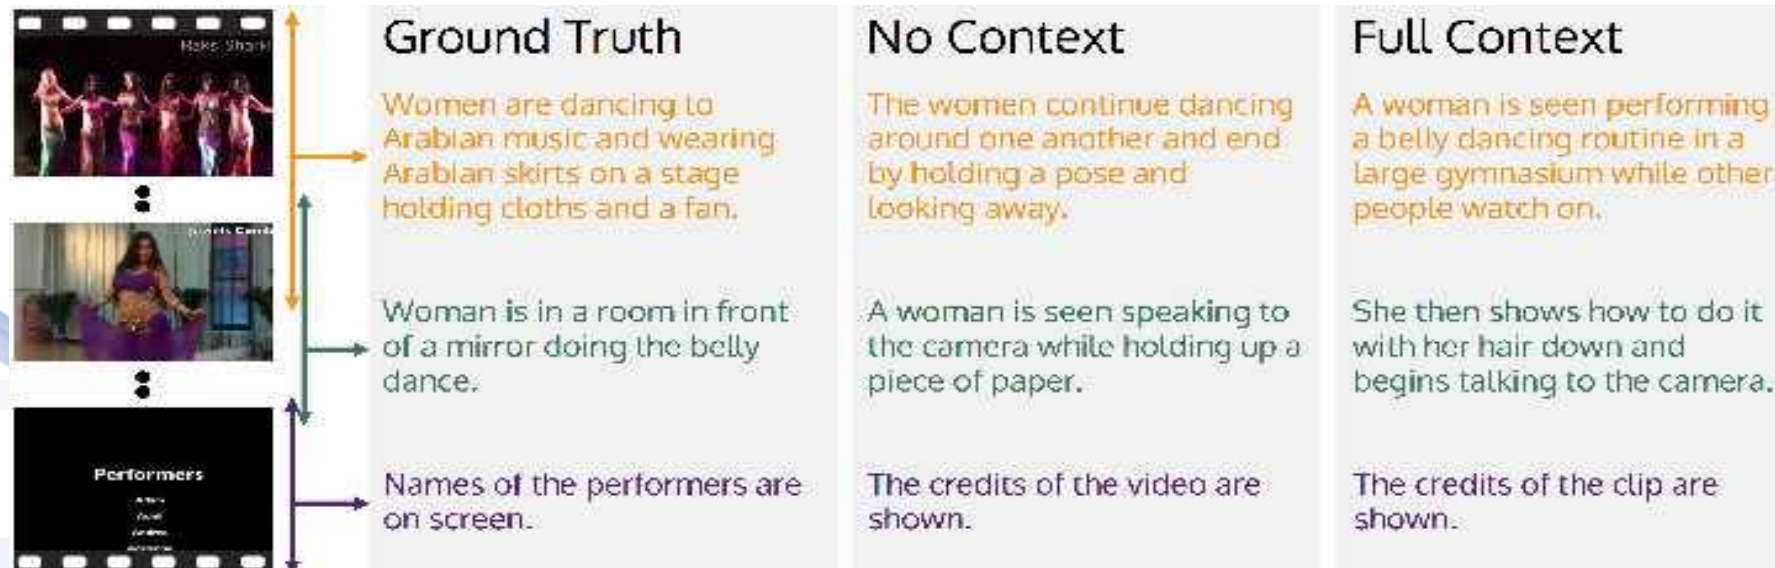 Raks Sharki
Ground Truth
Women are dancing to
Arabian music and wearing
Arabian skirts on a stage
holding cloths and a fan.
Woman is in a room in front
of a mirror doing the belly
dance.
Names of the performers are
on screen.
No Context
The women continue dancing
around one another and end
by holding a pose and
looking away.
A woman is seen speaking to
the camera while holding up a
piece of paper.
The credits of the video are
shown.
Full Context
A woman is seen performing
a belly dancing routine in a
large gymnasium while other
people watch on.
She then shows how to do it
with her hair down and
begins talking to the camera.
The credits of the clip are
shown.
Performers